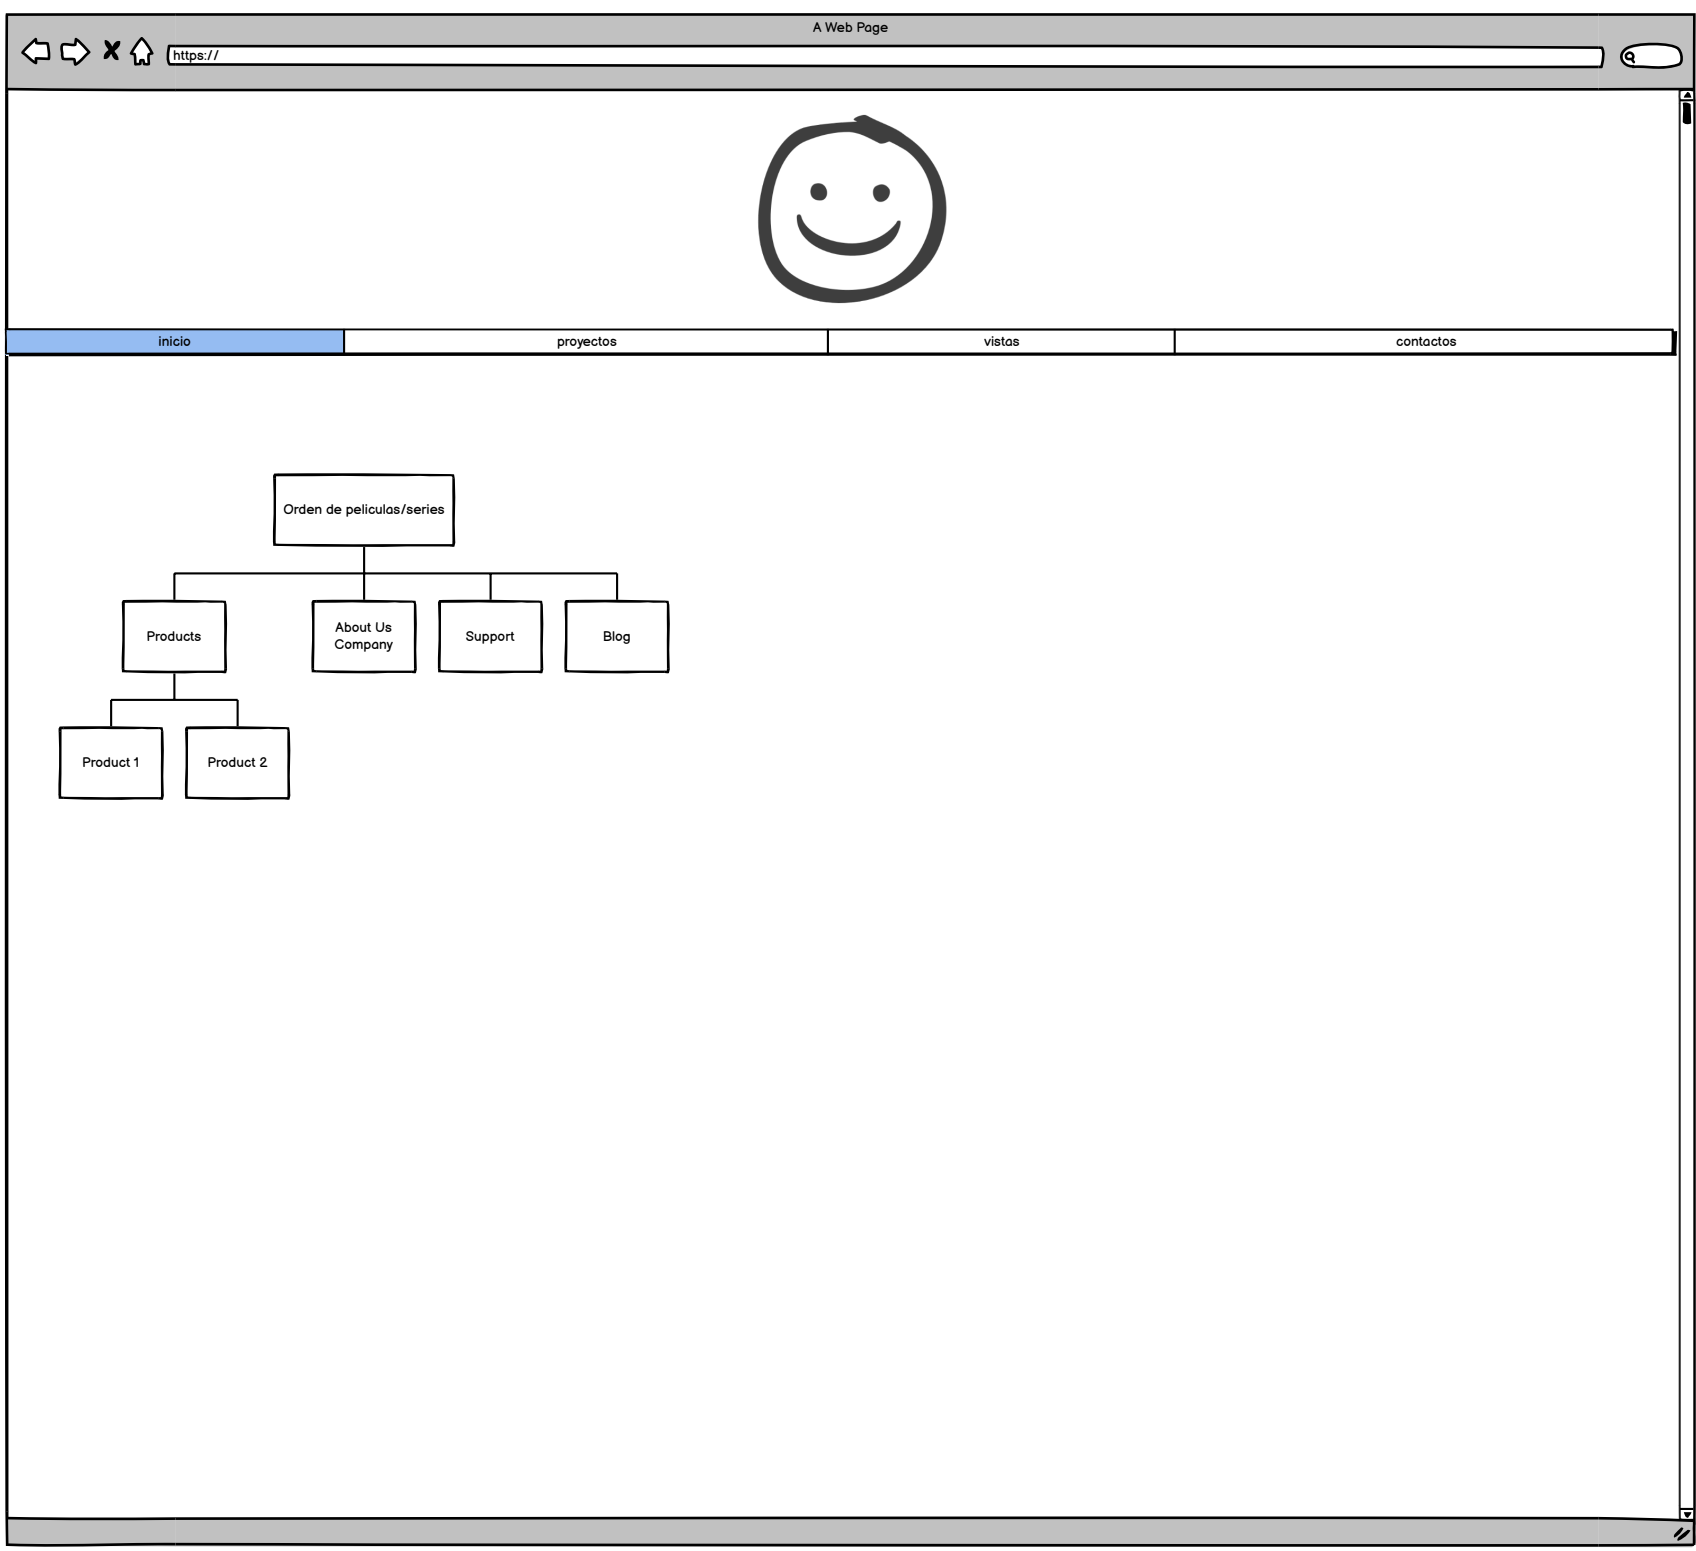 A Web Page
https://
inicio
proyectos
vistas
contactos
Orden de peliculas/series
Products
About Us
Company
Support
Blog
Product 1
Product 2